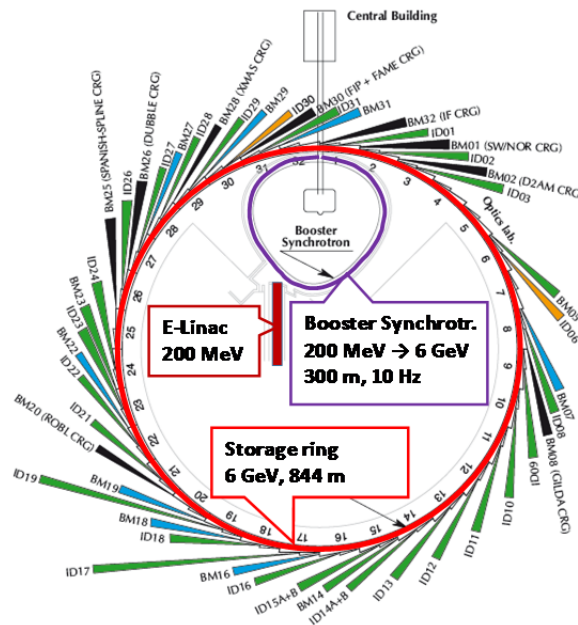 Central Building
BM25 (SPANISH-SPLINE CRG)
ID26
BM26 (DUBBLE CRG)
ID27
BM27
ID28
BM28 (XMAS CRG)
ID29
BM29
ID30
BM30 (FIP + FAME CRG)
ID31
BM31
BM32 (IF CRG)
ID01
BM01 (SW/NOR CRG)
ID02
BM02 (D2AM CRG)
ID03
Optics lab.
BM05
ID06
BM07
ID08
BM08 (GILDA CRG)
ID09
ID10
ID11
ID12
ID13
ID14A+B
BM14
ID15A+B
ID16
BM16
ID17
ID18
BM18
BM19
ID19
BM20 (ROBL CRG)
ID21
ID22
BM22
ID23
BM23
ID24
1
2
3
4
5
6
7
8
9
10
11
12
13
14
15
16
17
18
19
20
21
22
23
24
25
26
27
28
29
30
31
32
Booster
Synchrotron
E-Linac
200 MeV
Booster Synchrotr.
200 MeV → 6 GeV
300 m, 10 Hz
Storage ring
6 GeV, 844 m